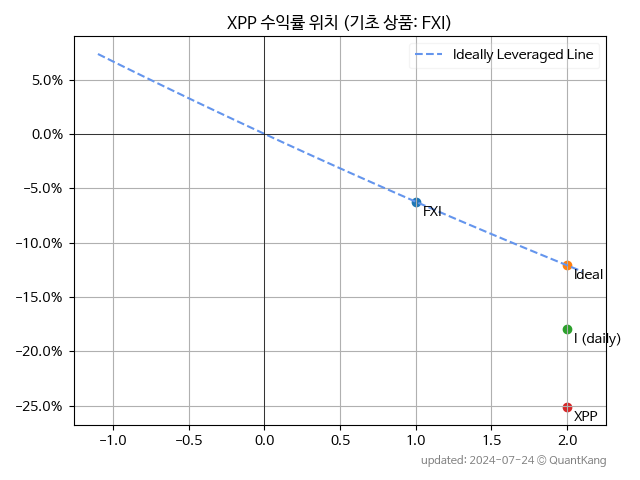 XPP 수익률 위치 (기초 상품: FXI)
Ideally Leveraged Line
5.0%
0.0%
−5.0%
−10.0%
−15.0%
−20.0%
−25.0%
FXI
Ideal
I (daily)
XPP
−1.0 −0.5 0.0 0.5 1.0 1.5 2.0
updated: 2024-07-24 © QuantKang